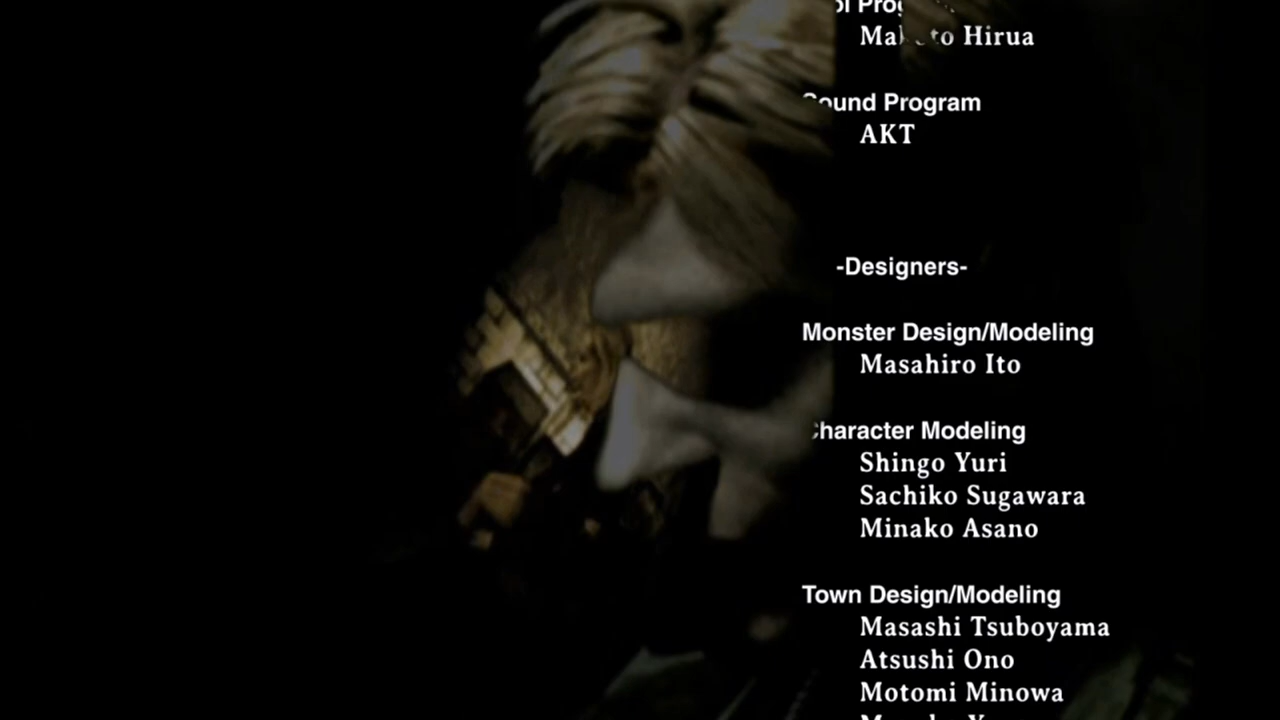 Hirua
Sound Program
AKT
-Designers-
Monster Design/Modeling
Masahiro Ito
Character Modeling
Shingo Yuri
Sachiko Sugawara
Minako Asano
Town Design/Modeling
Masashi Tsuboyama
Atsushi Ono
Motomi Minowa